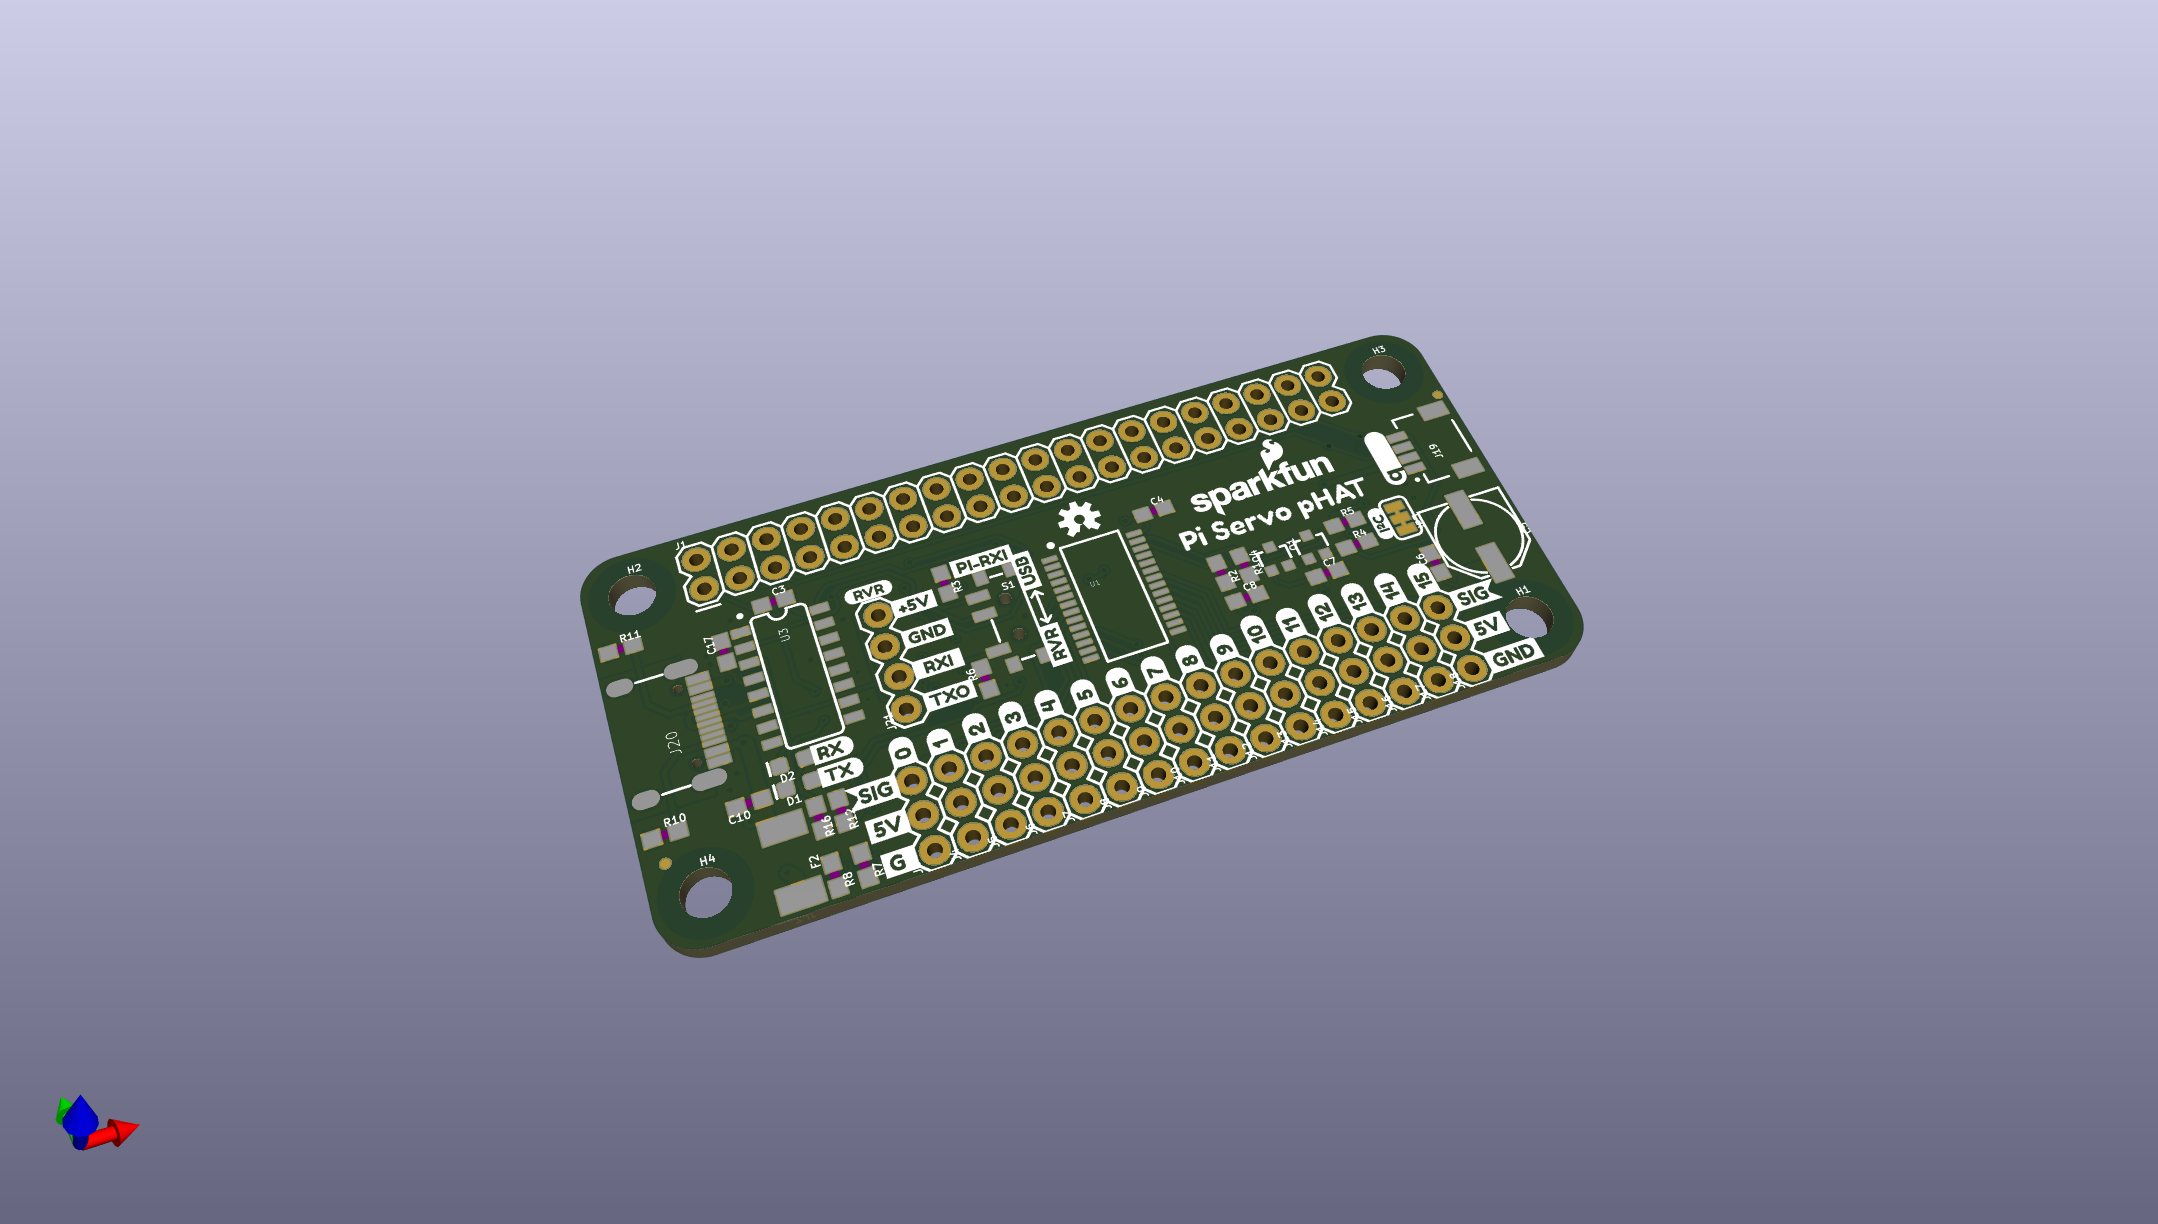 H3
J1
H2
J19
sparkfun
Pi Servo pHAT
C4
R5
R4
I2C
C7
C8
R2
C6
H1
PI-RXI
USB
RVR
S1
R3
R6
U1
RVR
+5V
GND
RXI
TXO
C3
U3
C17
R11
J20
RX
TX
D2
D1
C10
R10
R16
R12
F2
R8
R7
H4
0 1 2 3 4 5 6 7 8 9 10 11 12 13 14 15
SIG
5V
G
SIG
5V
GND